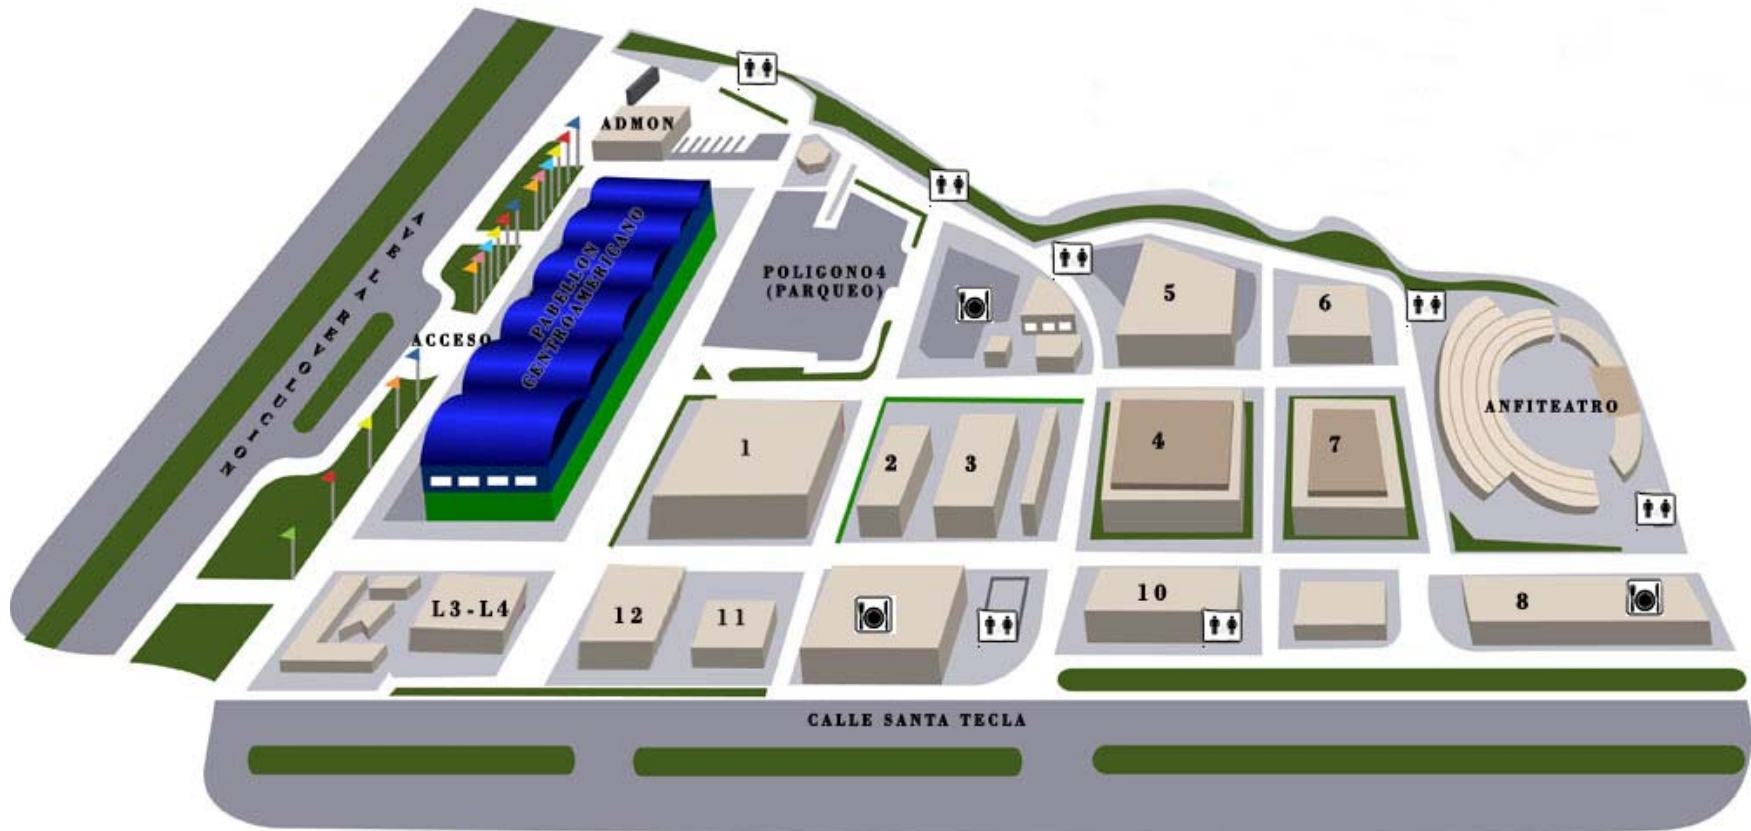 ADMON
AVE LA REVOLUCION
PABELLON
CENTROAMERICANO
POLIGONO4
(PARQUEO)
ACCESO
5
6
ANFITEATRO
1
2
3
4
7
L3-L4
12
11
10
8
CALLE SANTA TECLA